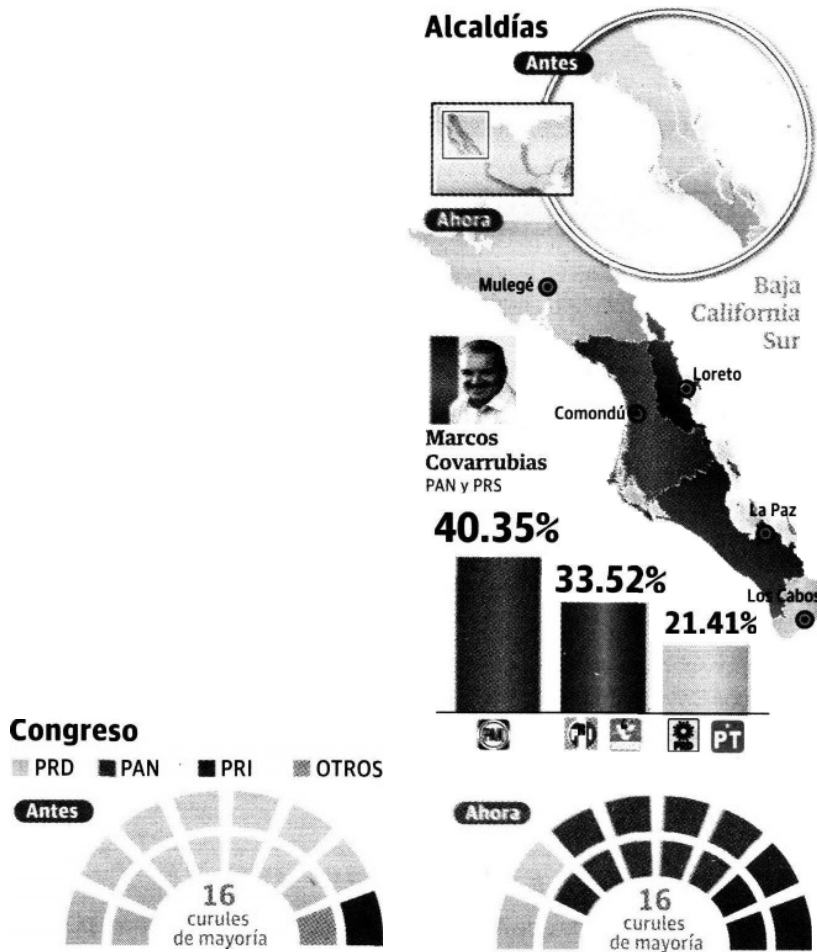 Alcaldías
Antes
Ahora
Mulegé
Baja
California
Sur
Loreto
Comondú
Marcos
Covarrubias
PAN y PRS
La Paz
Los Cabos
40.35%
33.52%
21.41%
PAN
PRD
PT
Congreso
PRD
PAN
PRI
OTROS
Antes
16
curules
de mayoría
Ahora
16
curules
de mayoría